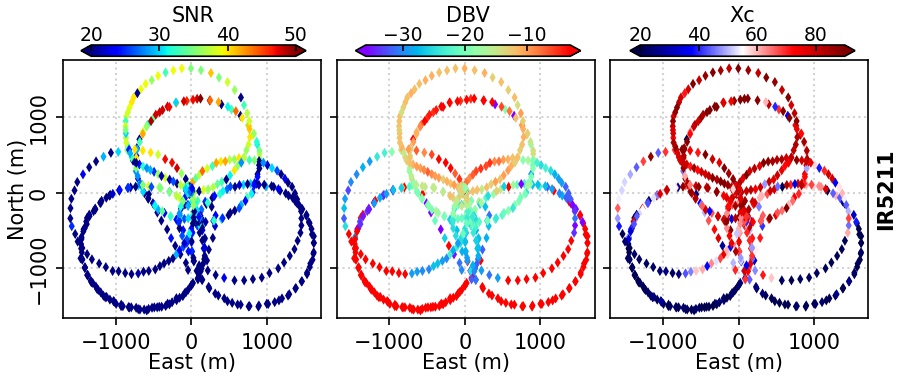 SNR
20 30 40 50
DBV
−30 −20 −10
Xc
20 40 60 80
North (m)
1000
0
−1000
−1000 0 1000
East (m)
−1000 0 1000
East (m)
−1000 0 1000
East (m)
IR5211